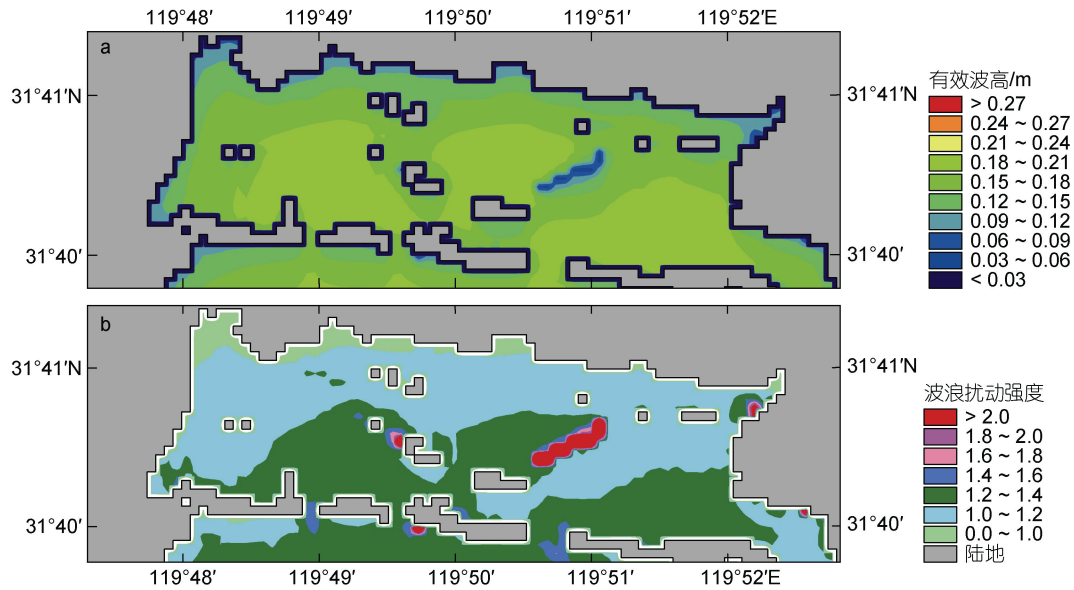 119°48′ 119°49′ 119°50′ 119°51′ 119°52′E
a
31°41′N 31°41′N
31°40′ 31°40′
有效波高/m
> 0.27
0.24 ~ 0.27
0.21 ~ 0.24
0.18 ~ 0.21
0.15 ~ 0.18
0.12 ~ 0.15
0.09 ~ 0.12
0.06 ~ 0.09
0.03 ~ 0.06
< 0.03
b
31°41′N 31°41′N
31°40′ 31°40′
波浪扰动强度
> 2.0
1.8 ~ 2.0
1.6 ~ 1.8
1.4 ~ 1.6
1.2 ~ 1.4
1.0 ~ 1.2
0.0 ~ 1.0
陆地
119°48′ 119°49′ 119°50′ 119°51′ 119°52′E